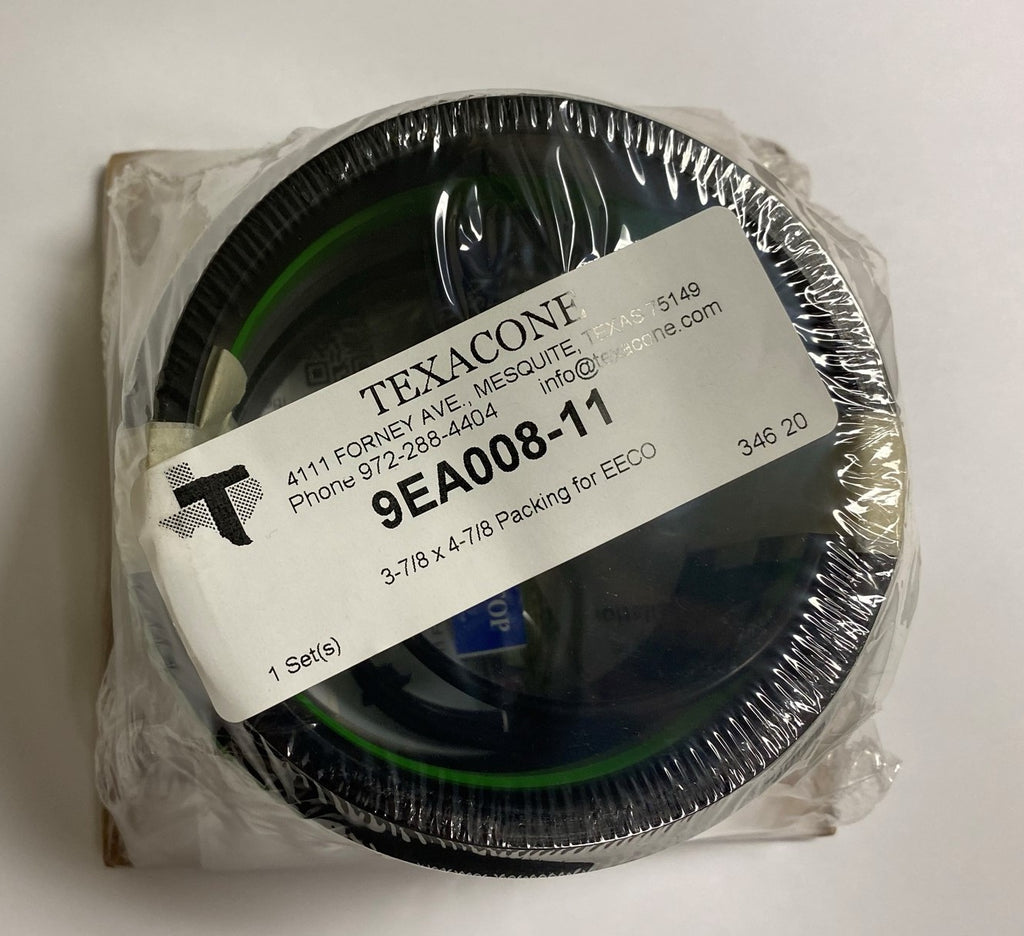 TEXACONE
4111 FORNEY AVE., MESQUITE, TEXAS 75149
Phone 972-288-4404 info@texacone.com
9EA008-11
3-7/8 x 4-7/8 Packing for EECO
346 20
1 Set(s)
T
TOP